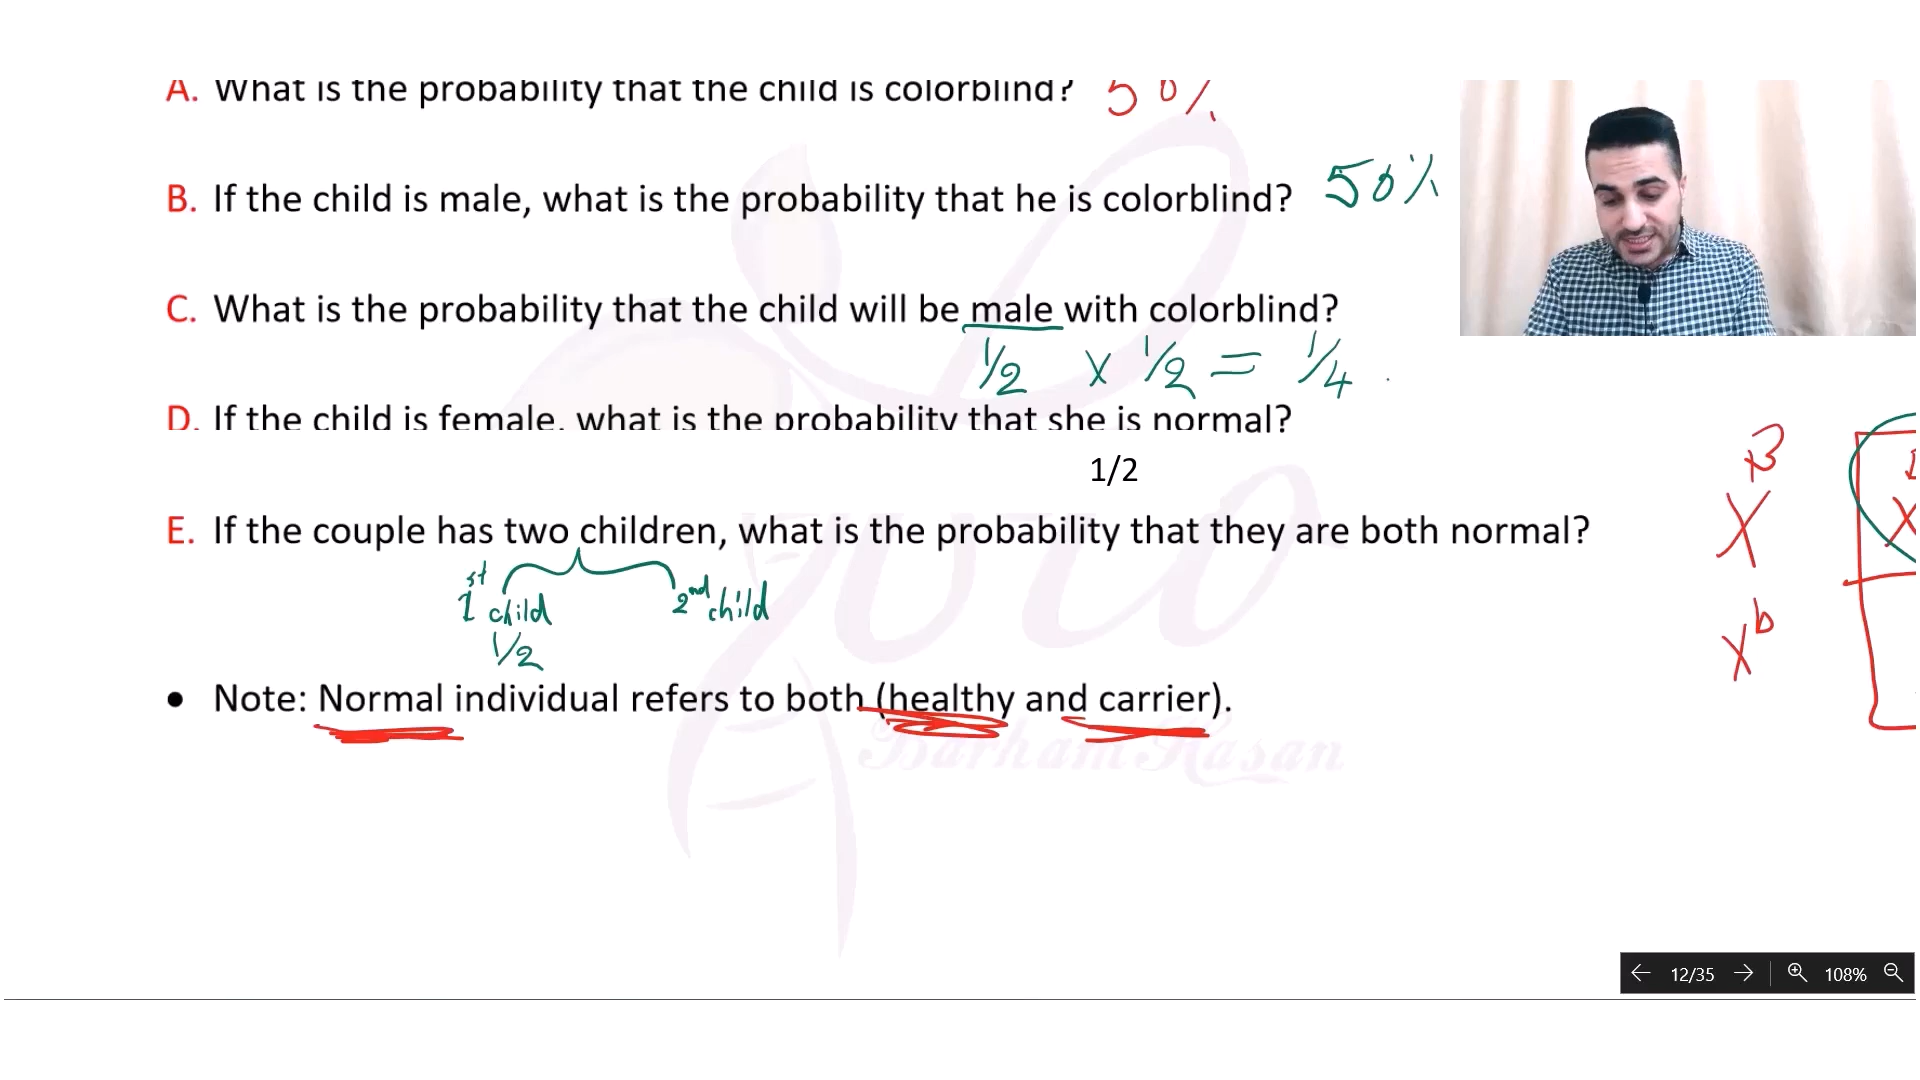 A. What is the probability that the child is colorblind? 50%
B. If the child is male, what is the probability that he is colorblind? 50%
C. What is the probability that the child will be male with colorblind?
1/2 x 1/2 = 1/4
D. If the child is female, what is the probability that she is normal?
1/2
E. If the couple has two children, what is the probability that they are both normal?
1st child 2nd child
1/2
• Note: Normal individual refers to both (healthy and carrier).
Barham Hasan
X B
X
X b
12/35 108%